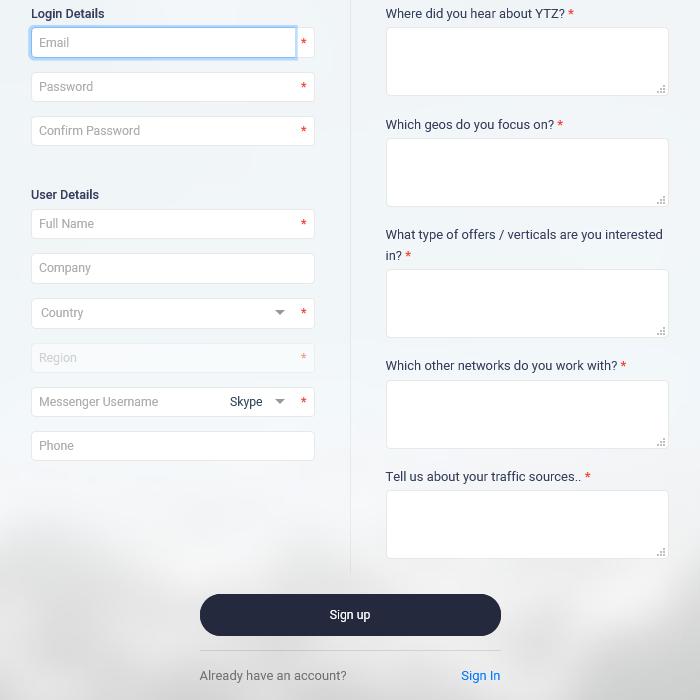 Login Details
Email *
Password *
Confirm Password *
User Details
Full Name *
Company
Country *
Region *
Messenger Username Skype *
Phone
Where did you hear about YTZ? *
Which geos do you focus on? *
What type of offers / verticals are you interested
in? *
Which other networks do you work with? *
Tell us about your traffic sources.. *
Sign up
Already have an account? Sign In